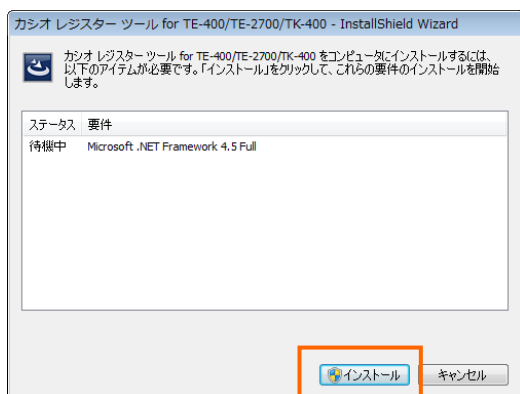 カシオ レジスター ツール for TE-400/TE-2700/TK-400 - InstallShield Wizard
カシオ レジスター ツール for TE-400/TE-2700/TK-400 をコンピュータにインストールするには、
以下のアイテムが必要です。「インストール」をクリックして、これらの要件のインストールを開始
します。
ステータス 要件
待機中 Microsoft .NET Framework 4.5 Full
インストール キャンセル